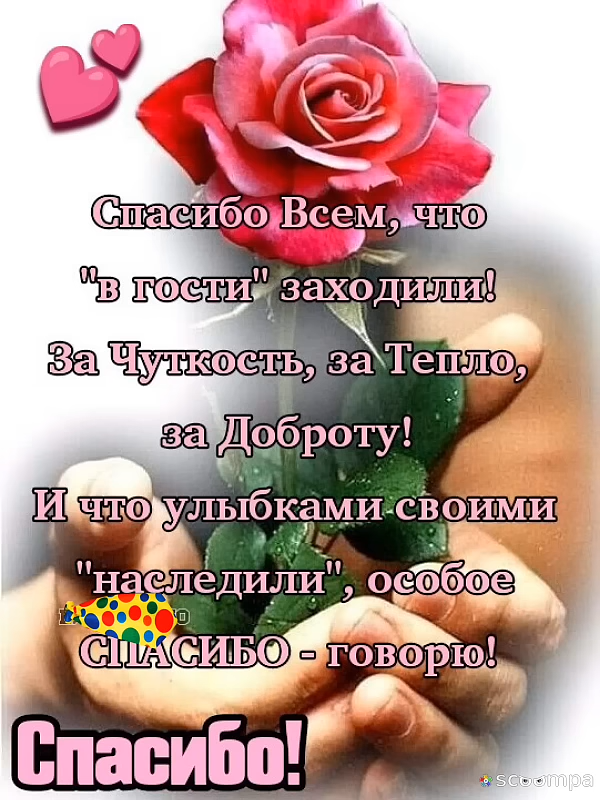 Спасибо Всем, что
"в гости" заходили!
За Чуткость, за Тепло,
за Доброту!
И что улыбками своими
"наследили", особое
СПАСИБО - говорю!
Спасибо!
scoompa